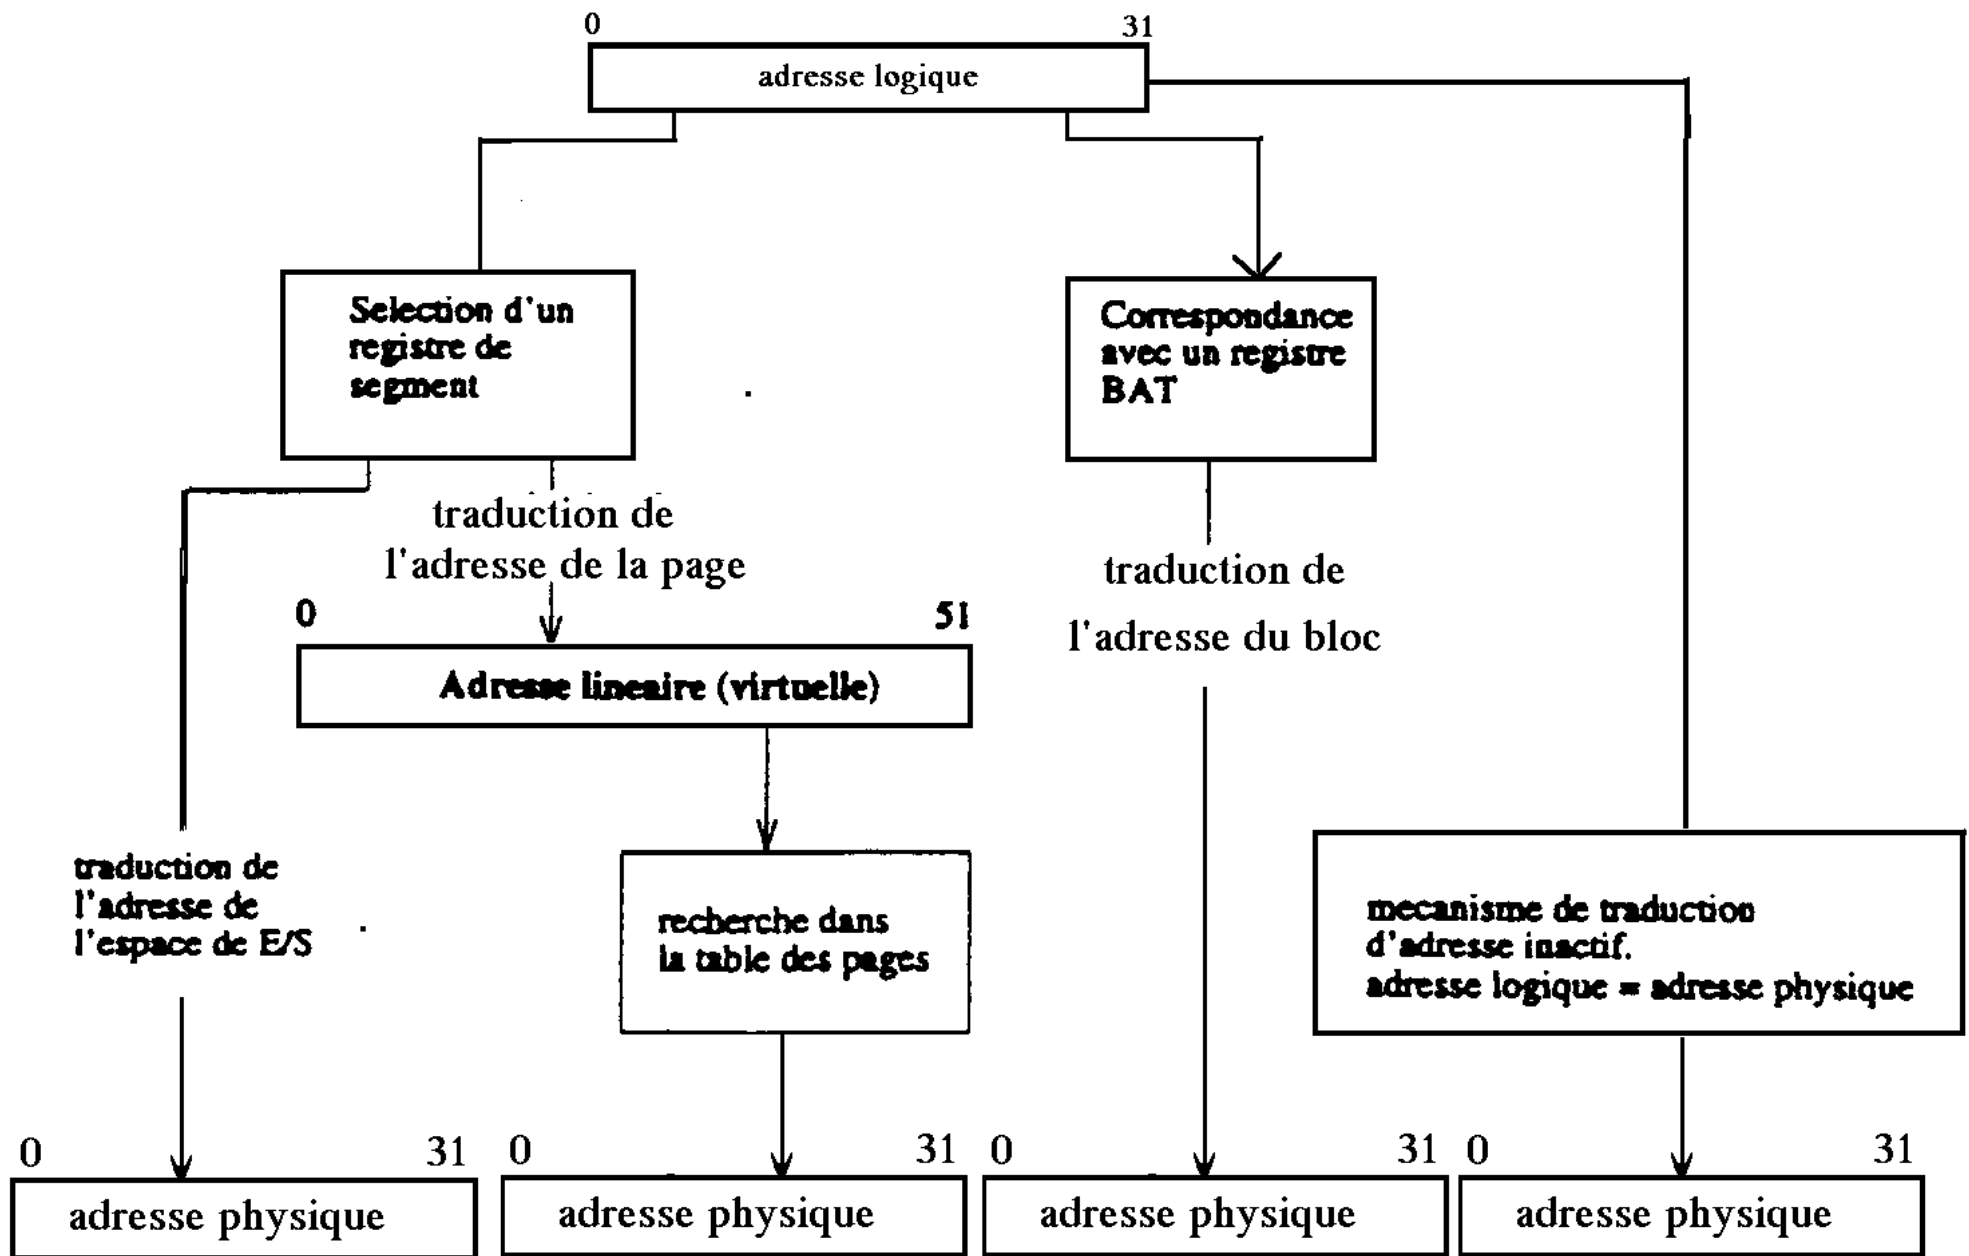 0 31
adresse logique
Selection d'un
registre de
segment
Correspondance
avec un registre
BAT
traduction de
l'adresse de la page
traduction de
l'adresse du bloc
0 51
Adresse lineaire (virtuelle)
traduction de
l'adresse de
l'espace de E/S
recherche dans
la table des pages
mecanisme de traduction
d'adresse inactif.
adresse logique = adresse physique
0 31
adresse physique
0 31
adresse physique
0 31
adresse physique
0 31
adresse physique